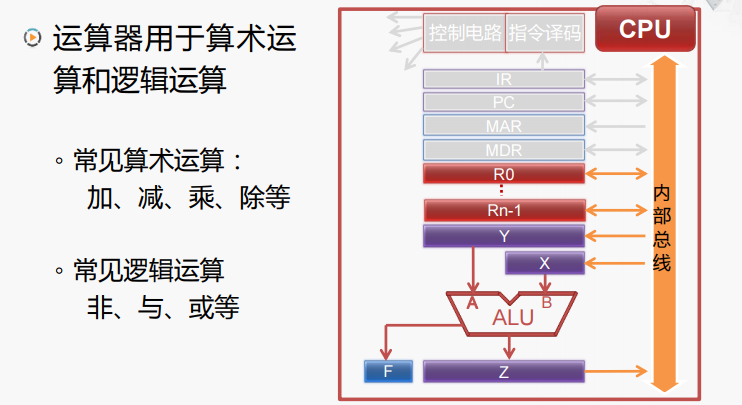 运算器用于算术运
算和逻辑运算
常见算术运算：
加、减、乘、除等
常见逻辑运算
非、与、或等
CPU
控制电路
指令译码
IR
PC
MAR
MDR
R0
Rn-1
Y
X
A
B
ALU
F
Z
内
部
总
线